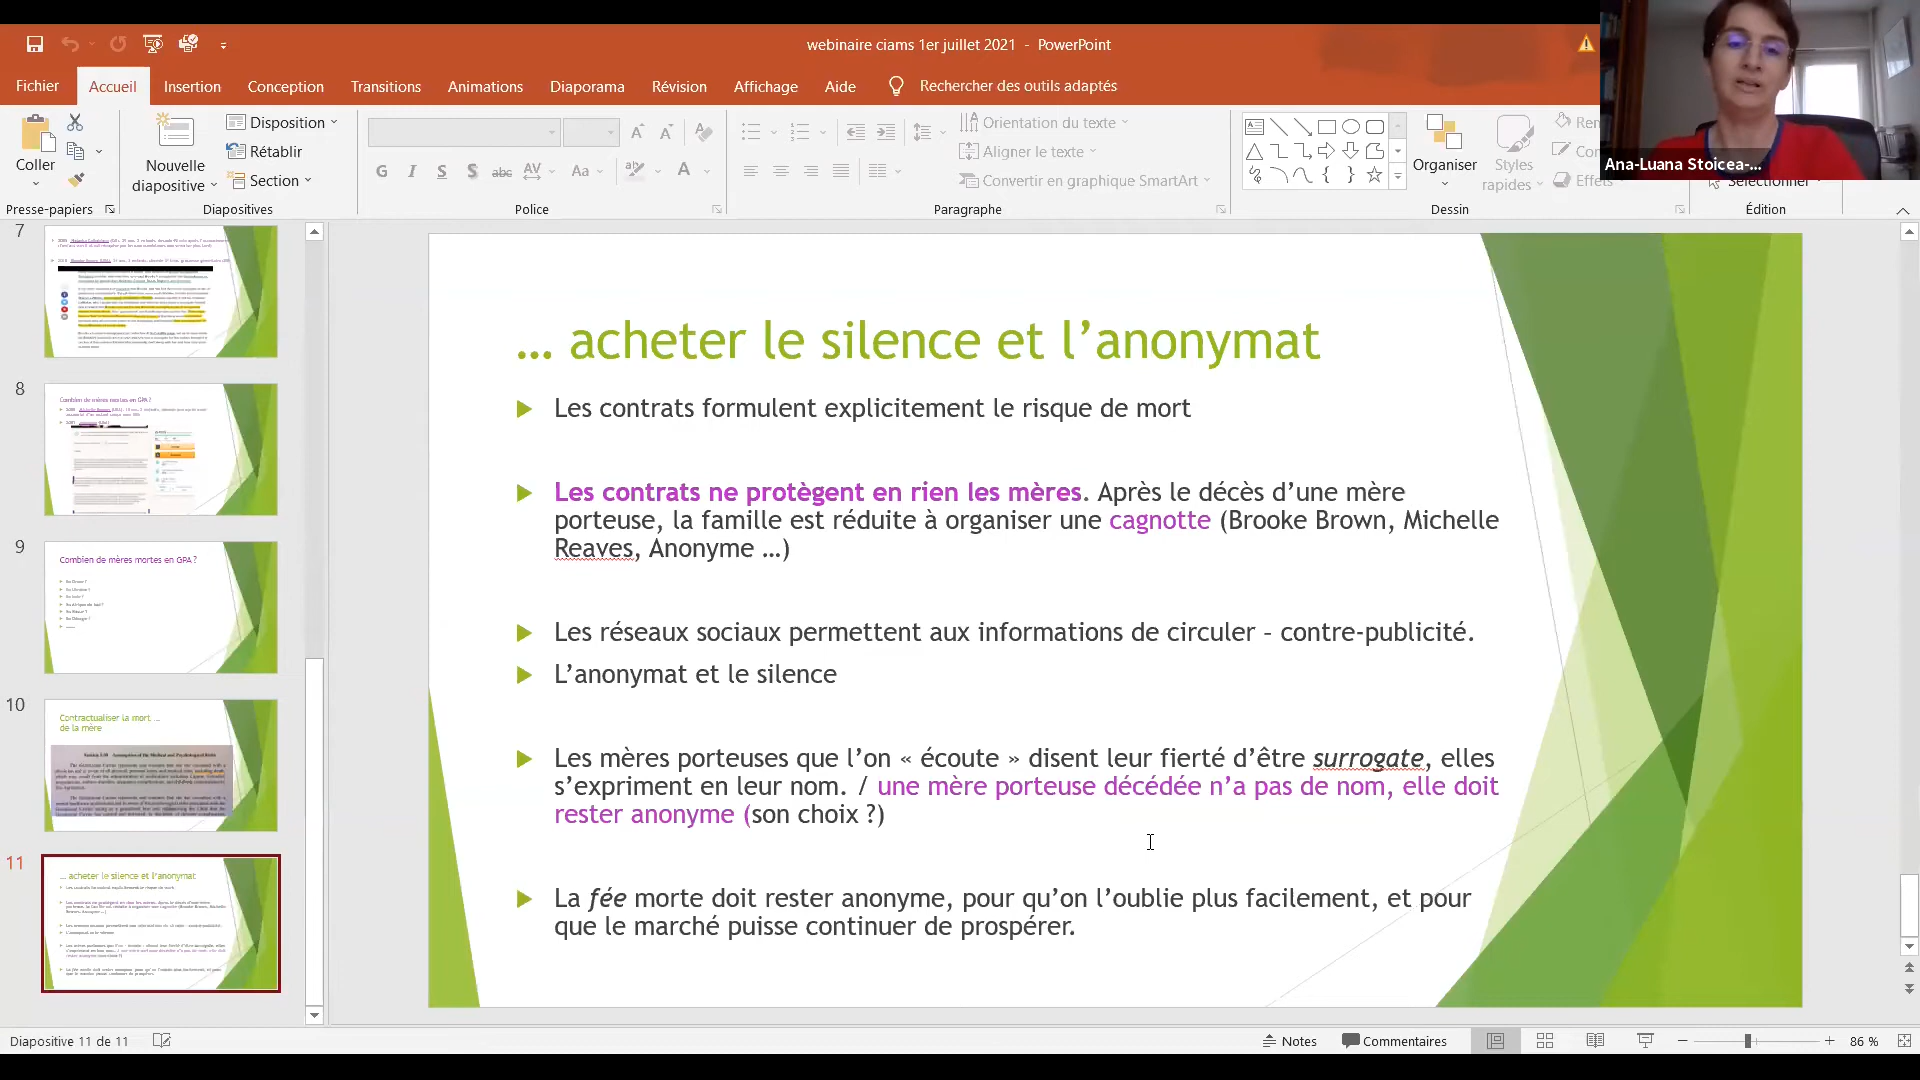 webinaire ciams 1er juillet 2021 - PowerPoint
Fichier Accueil Insertion Conception Transitions Animations Diaporama Révision Affichage Aide Rechercher des outils adaptés
Coller
Nouvelle diapositive
Disposition
Rétablir
Section
G I S S abc AV Aa A
Orientation du texte
Aligner le texte
Convertir en graphique SmartArt
Organiser
Styles rapides
Effets
Sélectionner
Presse-papiers Diapositives Police Paragraphe Dessin Édition
Ana-Luana Stoicea-...
7
8
Combien de mères mortes en GPA ?
9
Combien de mères mortes en GPA ?
10
Contractualiser la mort ...
de la mère
11
... acheter le silence et l'anonymat
... acheter le silence et l’anonymat
Les contrats formulent explicitement le risque de mort
Les contrats ne protègent en rien les mères. Après le décès d’une mère
porteuse, la famille est réduite à organiser une cagnotte (Brooke Brown, Michelle
Reaves, Anonyme …)
Les réseaux sociaux permettent aux informations de circuler – contre-publicité.
L’anonymat et le silence
Les mères porteuses que l’on « écoute » disent leur fierté d’être surrogate, elles
s’expriment en leur nom. / une mère porteuse décédée n’a pas de nom, elle doit
rester anonyme (son choix ?)
La fée morte doit rester anonyme, pour qu’on l’oublie plus facilement, et pour
que le marché puisse continuer de prospérer.
Diapositive 11 de 11
Notes
Commentaires
86 %